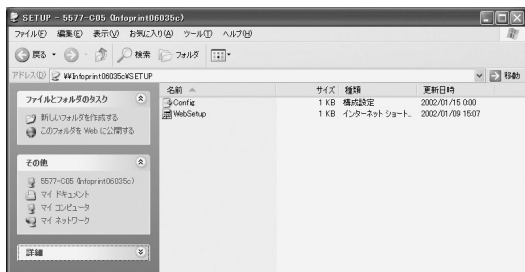 SETUP - 5577-C05 (Infoprint06035c)
ファイル(F) 編集(E) 表示(V) お気に入り(A) ツール(T) ヘルプ(H)
戻る 検索 フォルダ
アドレス(D) \\Infoprint06035c\SETUP 移動
ファイルとフォルダのタスク
新しいフォルダを作成する
このフォルダを Web に公開する
その他
5577-C05 (Infoprint06035c)
マイ ドキュメント
マイ コンピュータ
マイ ネットワーク
詳細
名前 サイズ 種類 更新日時
Config 1 KB 構成設定 2002/01/15 0:00
WebSetup 1 KB インターネット ショート... 2002/01/09 15:07